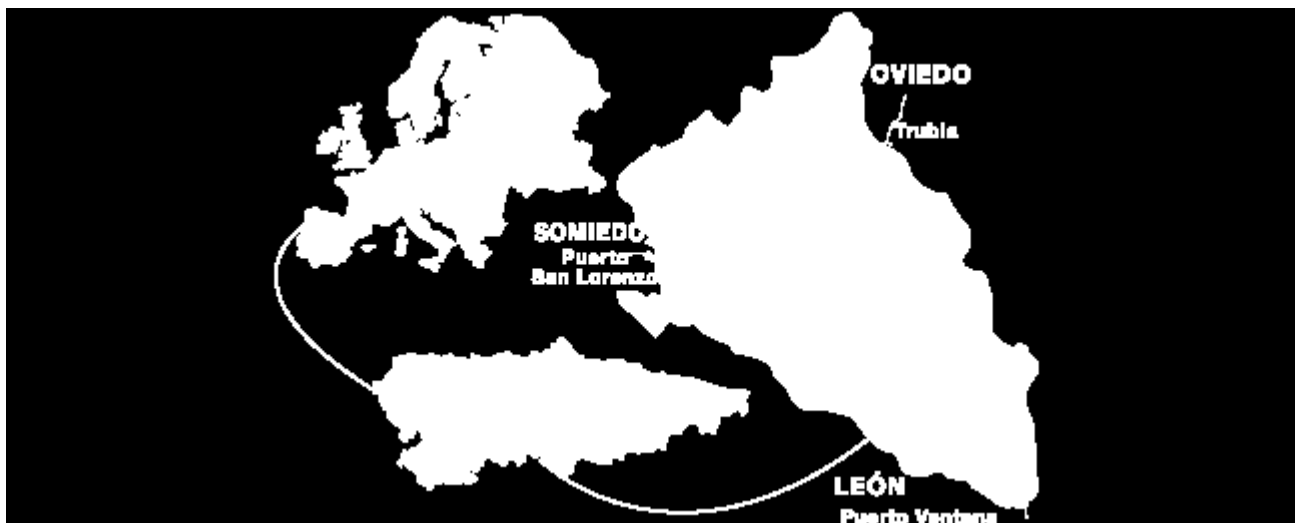 OVIEDO
Trubia
SOMIEDO
Puerto
San Lorenzo
LEÓN
Puerto Ventana